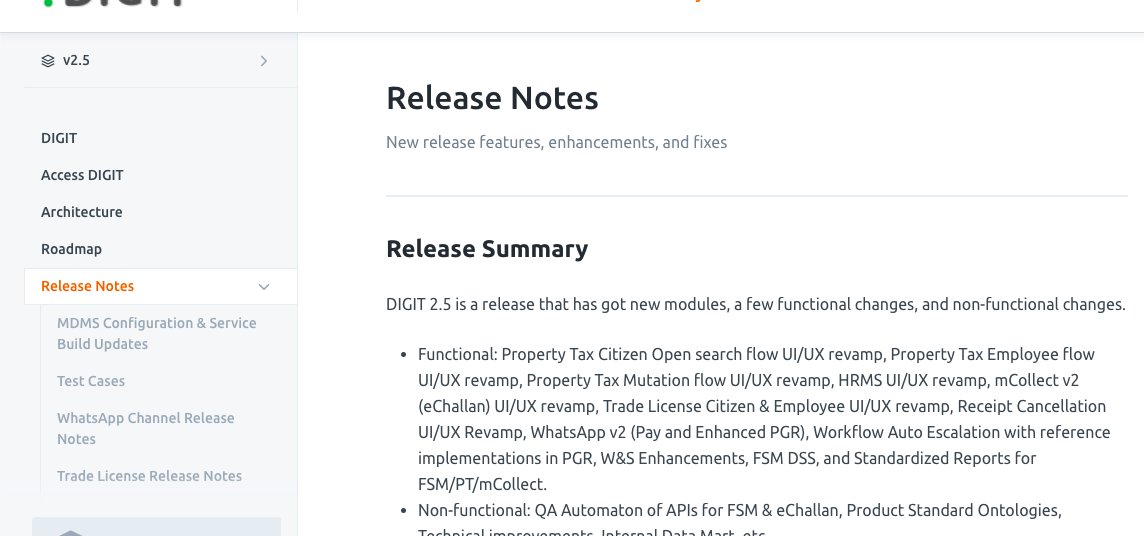 DIGIT
v2.5
DIGIT
Access DIGIT
Architecture
Roadmap
Release Notes
MDMS Configuration & Service
Build Updates
Test Cases
WhatsApp Channel Release
Notes
Trade License Release Notes
Release Notes
New release features, enhancements, and fixes
Release Summary
DIGIT 2.5 is a release that has got new modules, a few functional changes, and non-functional changes.
• Functional: Property Tax Citizen Open search flow UI/UX revamp, Property Tax Employee flow
UI/UX revamp, Property Tax Mutation flow UI/UX revamp, HRMS UI/UX revamp, mCollect v2
(eChallan) UI/UX revamp, Trade License Citizen & Employee UI/UX revamp, Receipt Cancellation
UI/UX Revamp, WhatsApp v2 (Pay and Enhanced PGR), Workflow Auto Escalation with reference
implementations in PGR, W&S Enhancements, FSM DSS, and Standardized Reports for
FSM/PT/mCollect.
• Non-functional: QA Automaton of APIs for FSM & eChallan, Product Standard Ontologies,
Technical improvements, Internal Data Mart, etc